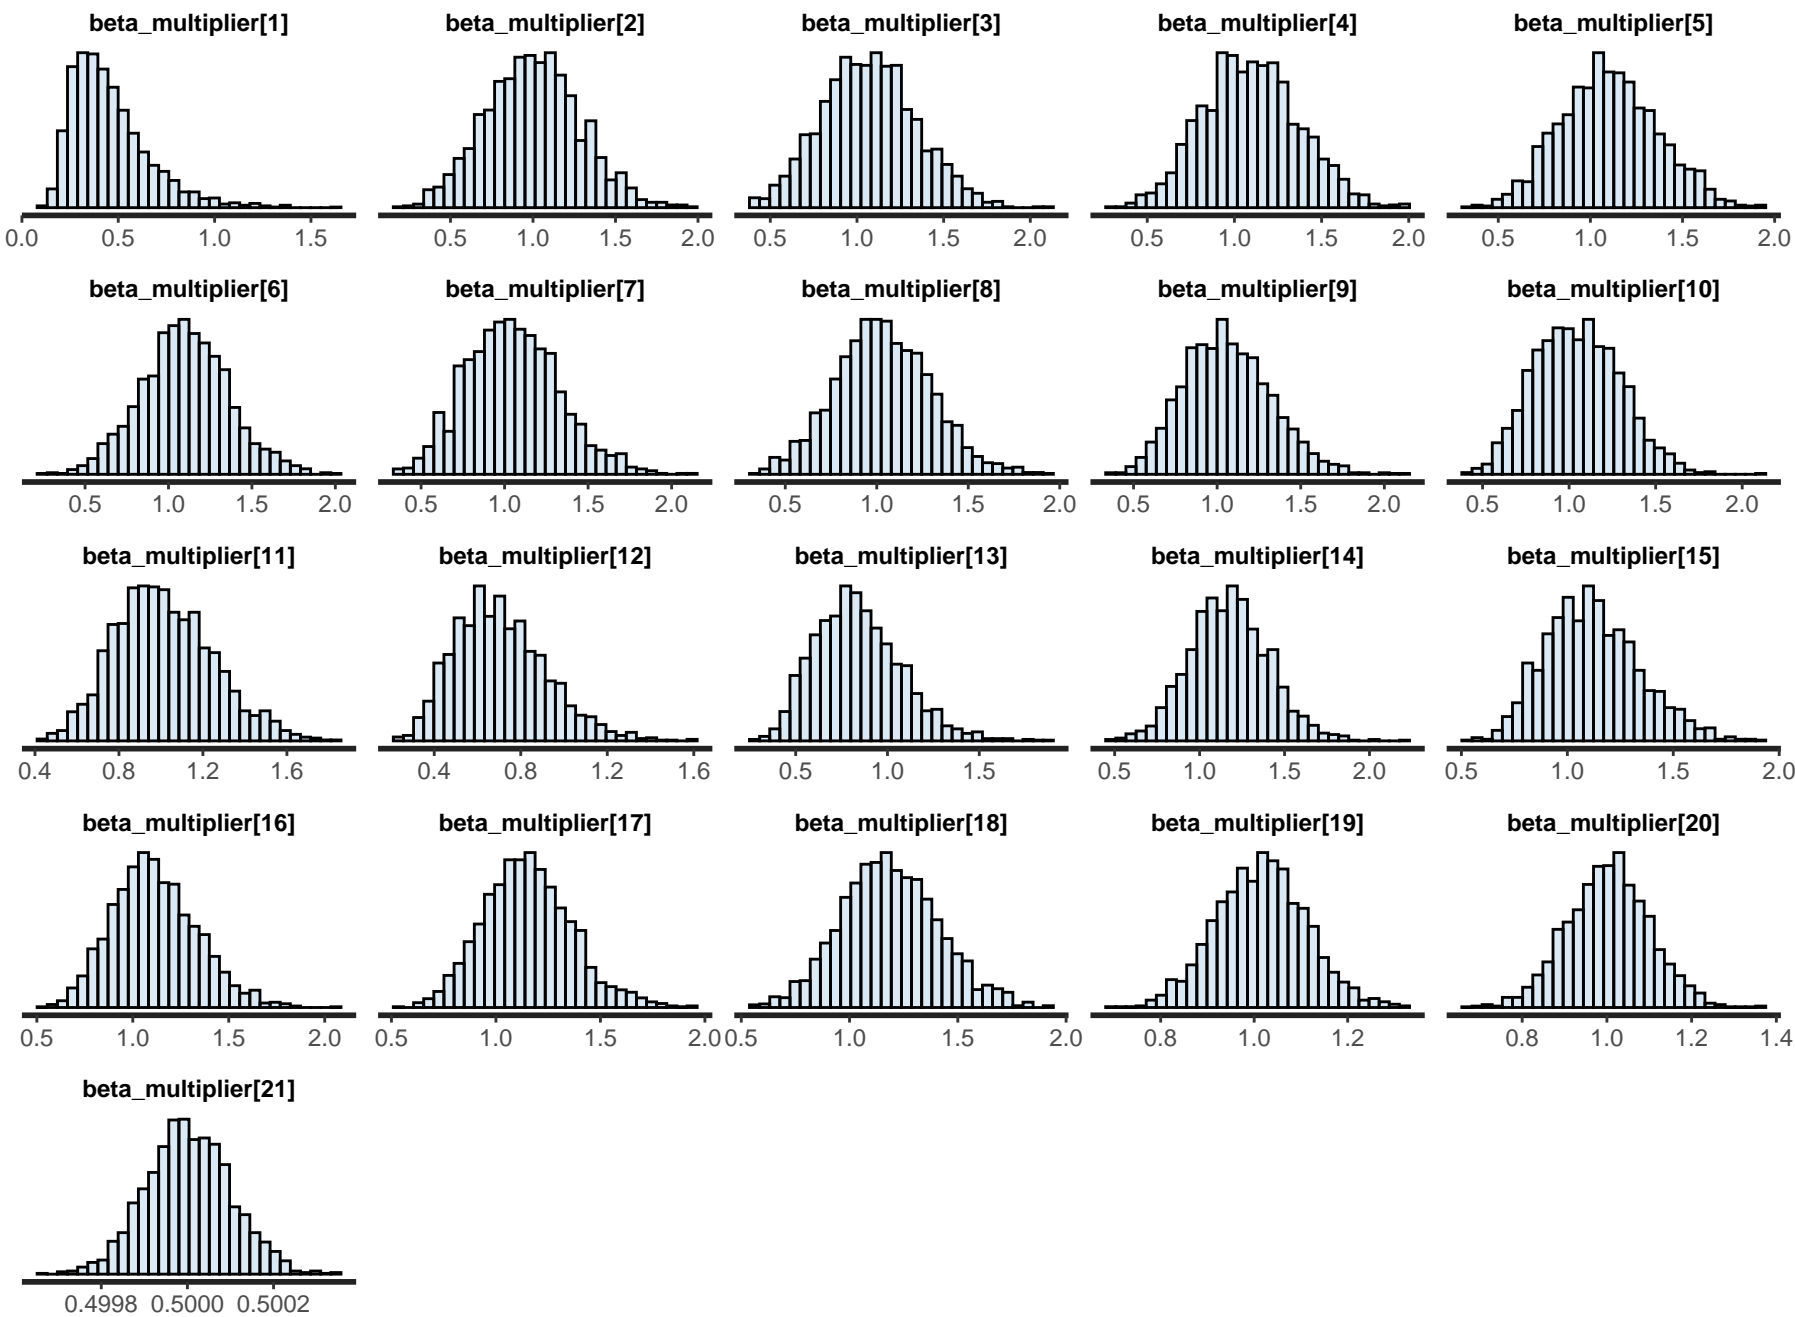 beta_multiplier[1] beta_multiplier[2] beta_multiplier[3] beta_multiplier[4] beta_multiplier[5]
0.0 0.5 1.0 1.5 0.5 1.0 1.5 2.0 0.5 1.0 1.5 2.0 0.5 1.0 1.5 2.0 0.5 1.0 1.5 2.0
beta_multiplier[6] beta_multiplier[7] beta_multiplier[8] beta_multiplier[9] beta_multiplier[10]
0.5 1.0 1.5 2.0 0.5 1.0 1.5 2.0 0.5 1.0 1.5 2.0 0.5 1.0 1.5 2.0 0.5 1.0 1.5 2.0
beta_multiplier[11] beta_multiplier[12] beta_multiplier[13] beta_multiplier[14] beta_multiplier[15]
0.4 0.8 1.2 1.6 0.4 0.8 1.2 1.6 0.5 1.0 1.5 0.5 1.0 1.5 2.0 0.5 1.0 1.5 2.0
beta_multiplier[16] beta_multiplier[17] beta_multiplier[18] beta_multiplier[19] beta_multiplier[20]
0.5 1.0 1.5 2.0 0.5 1.0 1.5 2.0 0.5 1.0 1.5 2.0 0.8 1.0 1.2 0.8 1.0 1.2 1.4
beta_multiplier[21]
0.4998 0.5000 0.5002